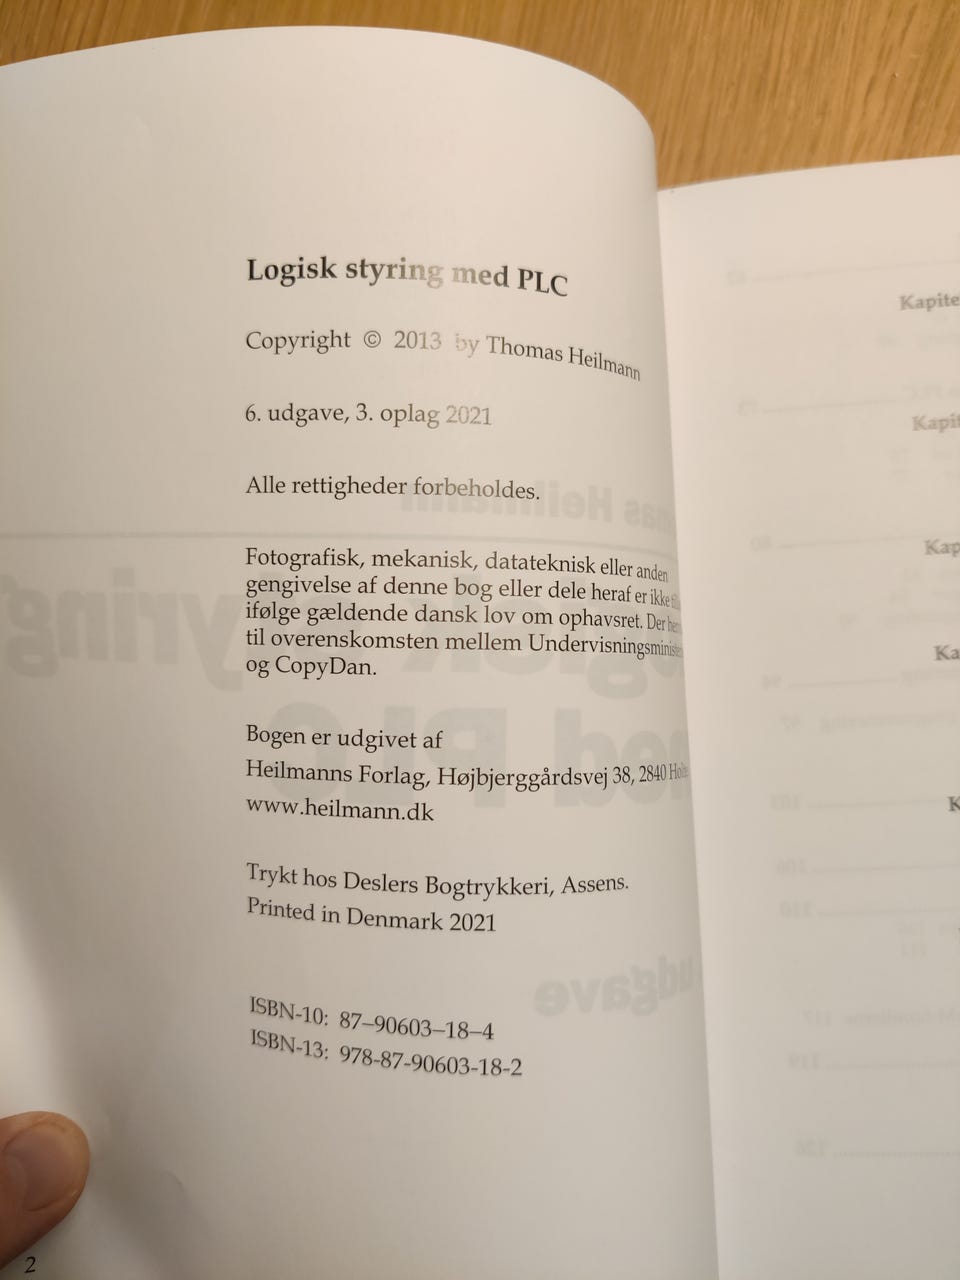 Logisk styring med PLC
Copyright © 2013 by Thomas Heilmann
6. udgave, 3. oplag 2021
Alle rettigheder forbeholdes.
Fotografisk, mekanisk, datateknisk eller anden
gengivelse af denne bog eller dele heraf er ikke
ifølge gældende dansk lov om ophavsret. Der
til overenskomsten mellem
og CopyDan.
Bogen er udgivet af
Heilmanns Forlag, Højbjerggårdsvej 38, 2840
www.heilmann.dk
Trykt hos Deslers Bogtrykkeri, Assens.
Printed in Denmark 2021
ISBN-10: 87–90603–18–4
ISBN-13: 978-87-90603-18-2
2
Kapite
Kapit
Kap
Ka
K